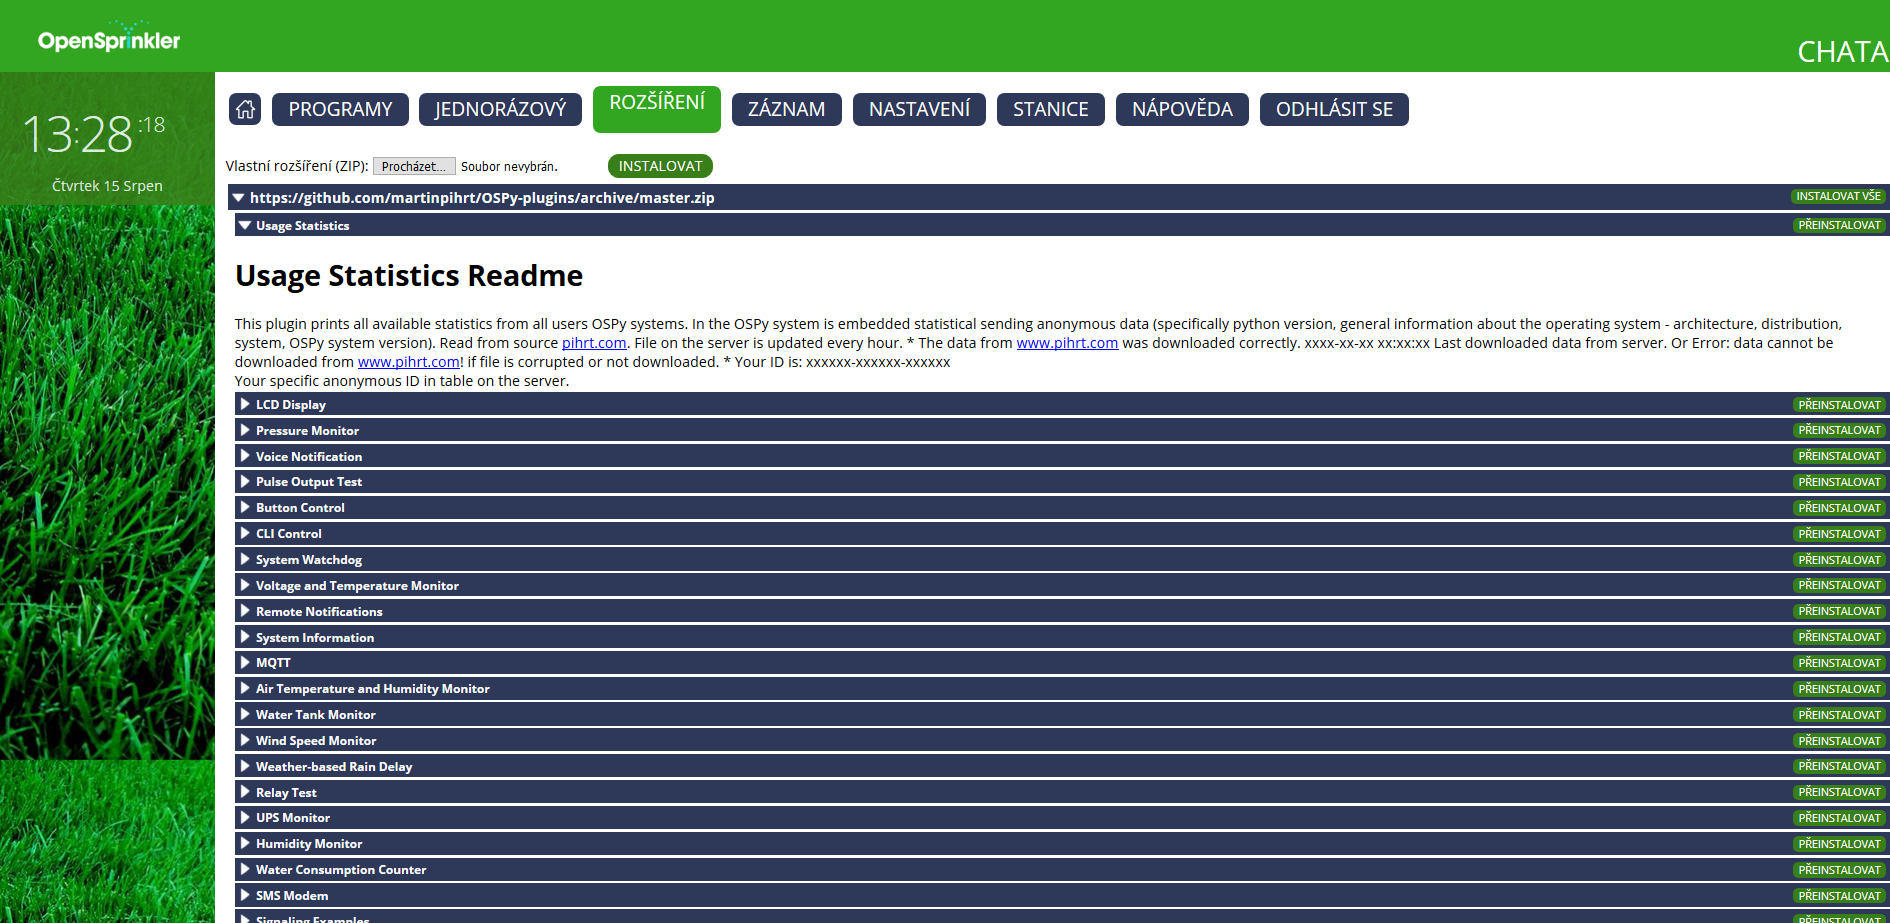 OpenSprinkler
CHATA
13:28 :18
Čtvrtek 15 Srpen
PROGRAMY JEDNORÁZOVÝ ROZŠÍŘENÍ ZÁZNAM NASTAVENÍ STANICE NÁPOVĚDA ODHLÁSIT SE
Vlastní rozšíření (ZIP): Procházet... Soubor nevybrán. INSTALOVAT
https://github.com/martinpihrt/OSPy-plugins/archive/master.zip INSTALOVAT VŠE
Usage Statistics PŘEINSTALOVAT
Usage Statistics Readme
This plugin prints all available statistics from all users OSPy systems. In the OSPy system is embedded statistical sending anonymous data (specifically python version, general information about the operating system - architecture, distribution,
system, OSPy system version). Read from source pihrt.com. File on the server is updated every hour. * The data from www.pihrt.com was downloaded correctly. xxxx-xx-xx xx:xx:xx Last downloaded data from server. Or Error: data cannot be
downloaded from www.pihrt.com! if file is corrupted or not downloaded. * Your ID is: xxxxxx-xxxxxx-xxxxxx
Your specific anonymous ID in table on the server.
LCD Display PŘEINSTALOVAT
Pressure Monitor PŘEINSTALOVAT
Voice Notification PŘEINSTALOVAT
Pulse Output Test PŘEINSTALOVAT
Button Control PŘEINSTALOVAT
CLI Control PŘEINSTALOVAT
System Watchdog PŘEINSTALOVAT
Voltage and Temperature Monitor PŘEINSTALOVAT
Remote Notifications PŘEINSTALOVAT
System Information PŘEINSTALOVAT
MQTT PŘEINSTALOVAT
Air Temperature and Humidity Monitor PŘEINSTALOVAT
Water Tank Monitor PŘEINSTALOVAT
Wind Speed Monitor PŘEINSTALOVAT
Weather-based Rain Delay PŘEINSTALOVAT
Relay Test PŘEINSTALOVAT
UPS Monitor PŘEINSTALOVAT
Humidity Monitor PŘEINSTALOVAT
Water Consumption Counter PŘEINSTALOVAT
SMS Modem PŘEINSTALOVAT
Signaling Examples PŘEINSTALOVAT